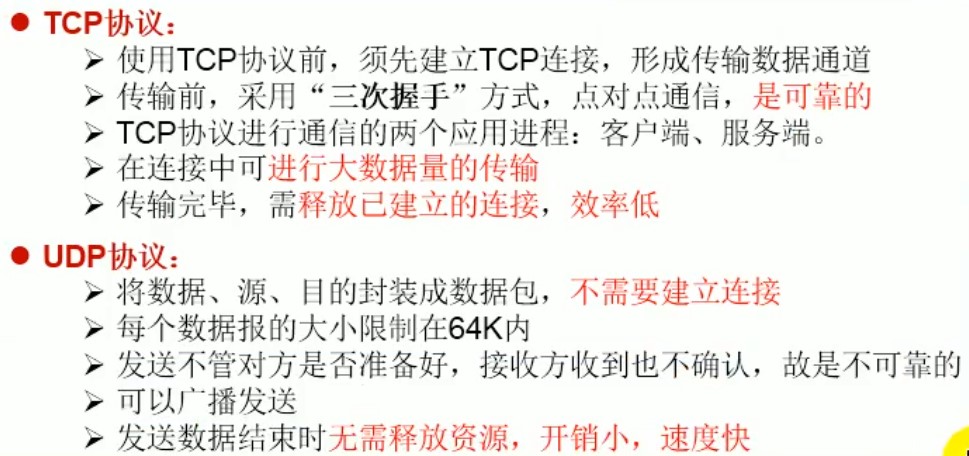 ● TCP协议：
➢ 使用TCP协议前，须先建立TCP连接，形成传输数据通道
➢ 传输前，采用“三次握手”方式，点对点通信，是可靠的
➢ TCP协议进行通信的两个应用进程：客户端、服务端。
➢ 在连接中可进行大数据量的传输
➢ 传输完毕，需释放已建立的连接，效率低
● UDP协议：
➢ 将数据、源、目的封装成数据包，不需要建立连接
➢ 每个数据报的大小限制在64K内
➢ 发送不管对方是否准备好，接收方收到也不确认，故是不可靠的
➢ 可以广播发送
➢ 发送数据结束时无需释放资源，开销小，速度快